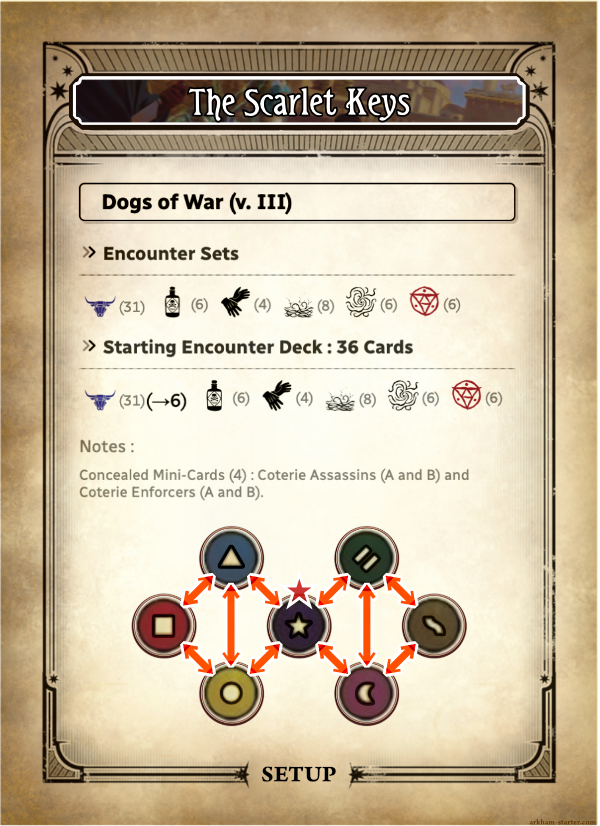 The Scarlet Keys
Dogs of War (v. III)
» Encounter Sets
(31) (6) (4) (8) (6) (6)
» Starting Encounter Deck : 36 Cards
(31)(→6) (6) (4) (8) (6) (6)
Notes :
Concealed Mini-Cards (4) : Coterie Assassins (A and B) and
Coterie Enforcers (A and B).
SETUP
arkham-starter.com